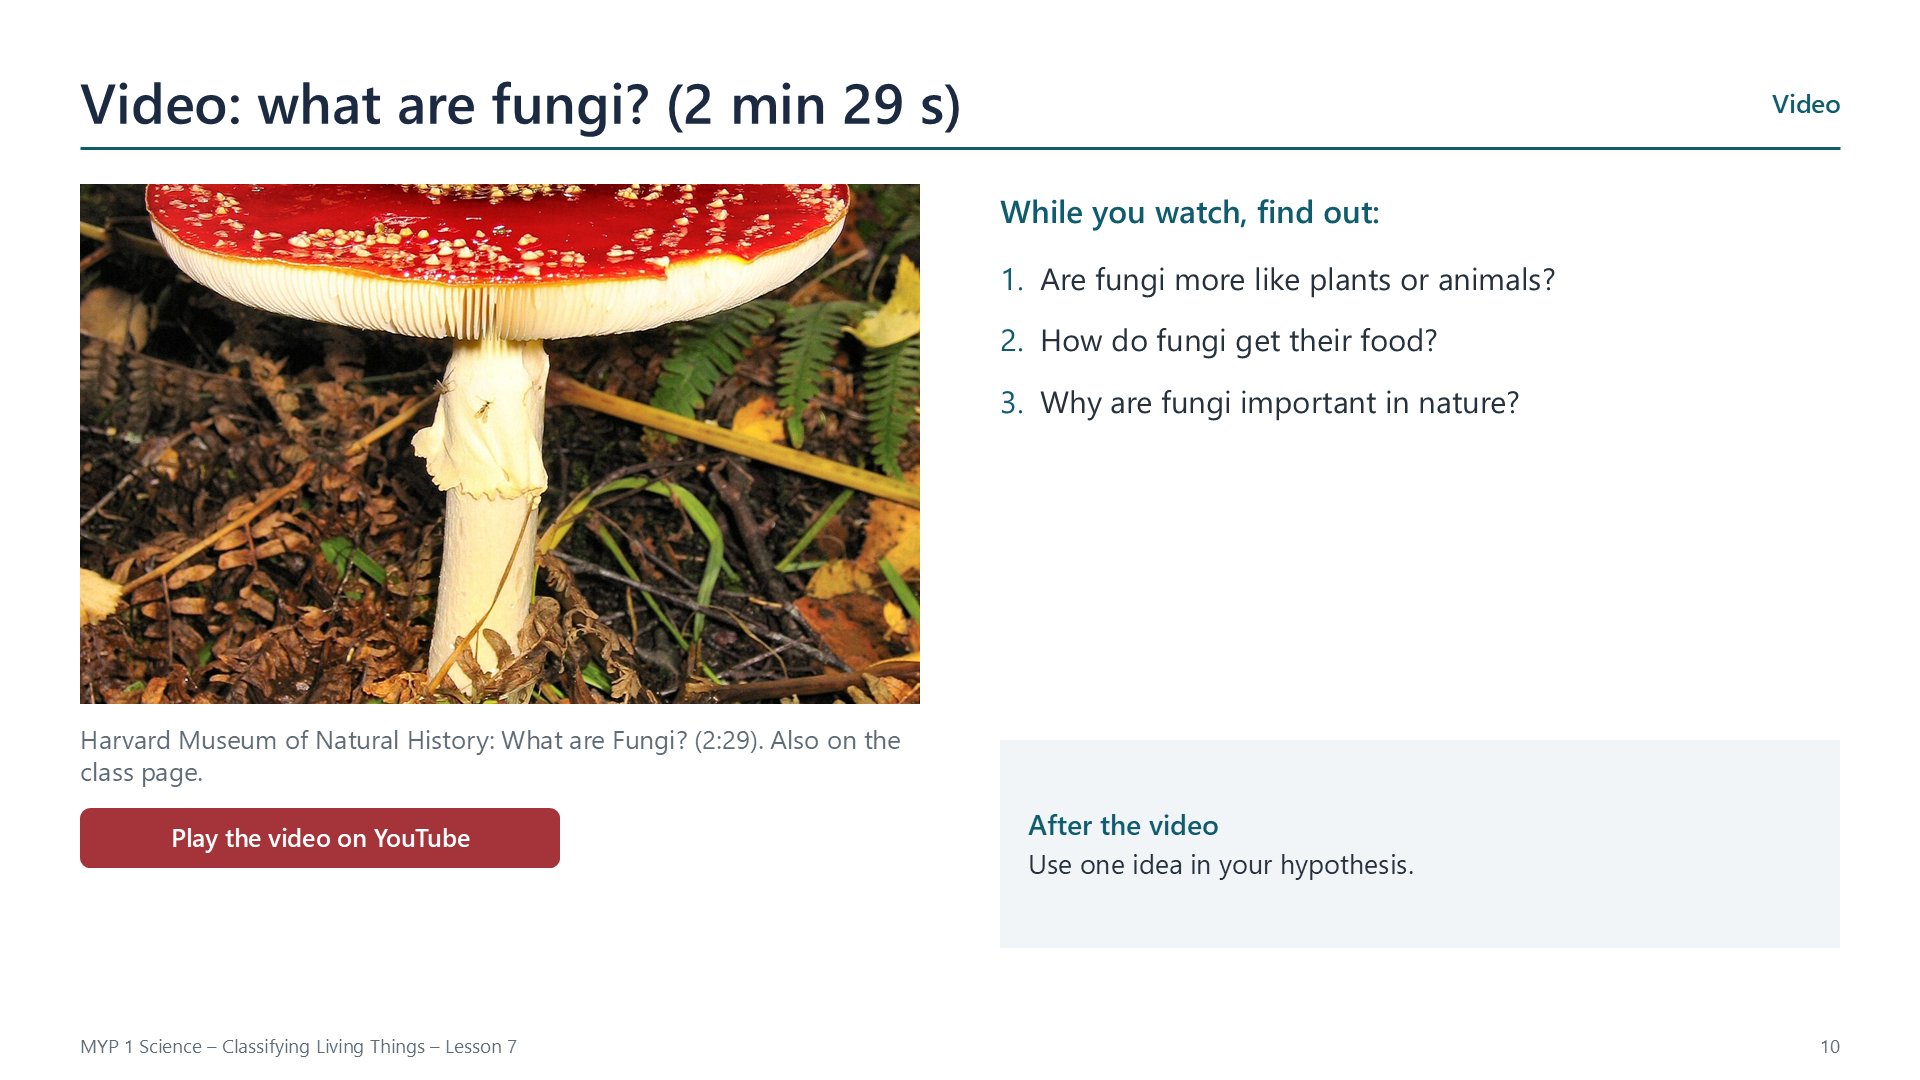 Video: what are fungi? (2 min 29 s)
Video
While you watch, find out:
1. Are fungi more like plants or animals?
2. How do fungi get their food?
3. Why are fungi important in nature?
Harvard Museum of Natural History: What are Fungi? (2:29). Also on the
class page.
Play the video on YouTube
After the video
Use one idea in your hypothesis.
MYP 1 Science – Classifying Living Things – Lesson 7
10